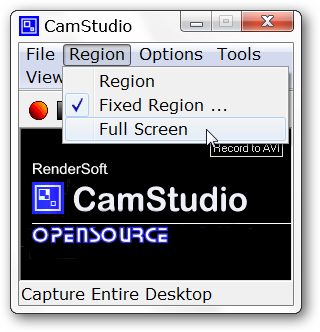 CamStudio
File Region Options Tools
View
Region
Fixed Region ...
Full Screen
Record to AVI
RenderSoft
CamStudio
OPENSOURCE
Capture Entire Desktop